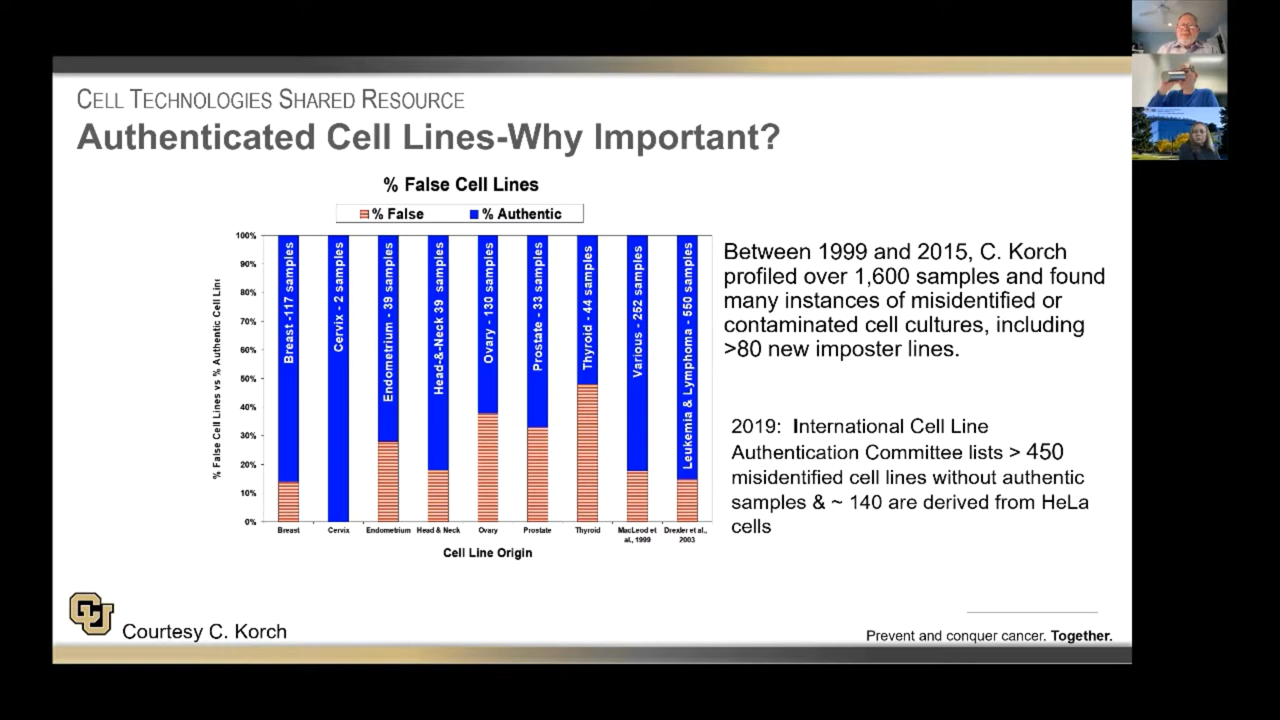 CELL TECHNOLOGIES SHARED RESOURCE
Authenticated Cell Lines-Why Important?
% False Cell Lines
% False
% Authentic
% False Cell Lines vs % Authentic Cell Line
100%
90%
80%
70%
60%
50%
40%
30%
20%
10%
0%
Breast -117 samples
Cervix - 2 samples
Endometrium - 39 samples
Head-&-Neck 39 samples
Ovary - 130 samples
Prostate - 33 samples
Thyroid - 44 samples
Various - 252 samples
Leukemia & Lymphoma - 550 samples
Breast
Cervix
Endometrium
Head & Neck
Ovary
Prostate
Thyroid
MacLeod et
al., 1999
Drexler et al.,
2003
Cell Line Origin
Between 1999 and 2015, C. Korch
profiled over 1,600 samples and found
many instances of misidentified or
contaminated cell cultures, including
>80 new imposter lines.
2019: International Cell Line
Authentication Committee lists > 450
misidentified cell lines without authentic
samples & ~ 140 are derived from HeLa
cells
CU
Courtesy C. Korch
Prevent and conquer cancer. Together.